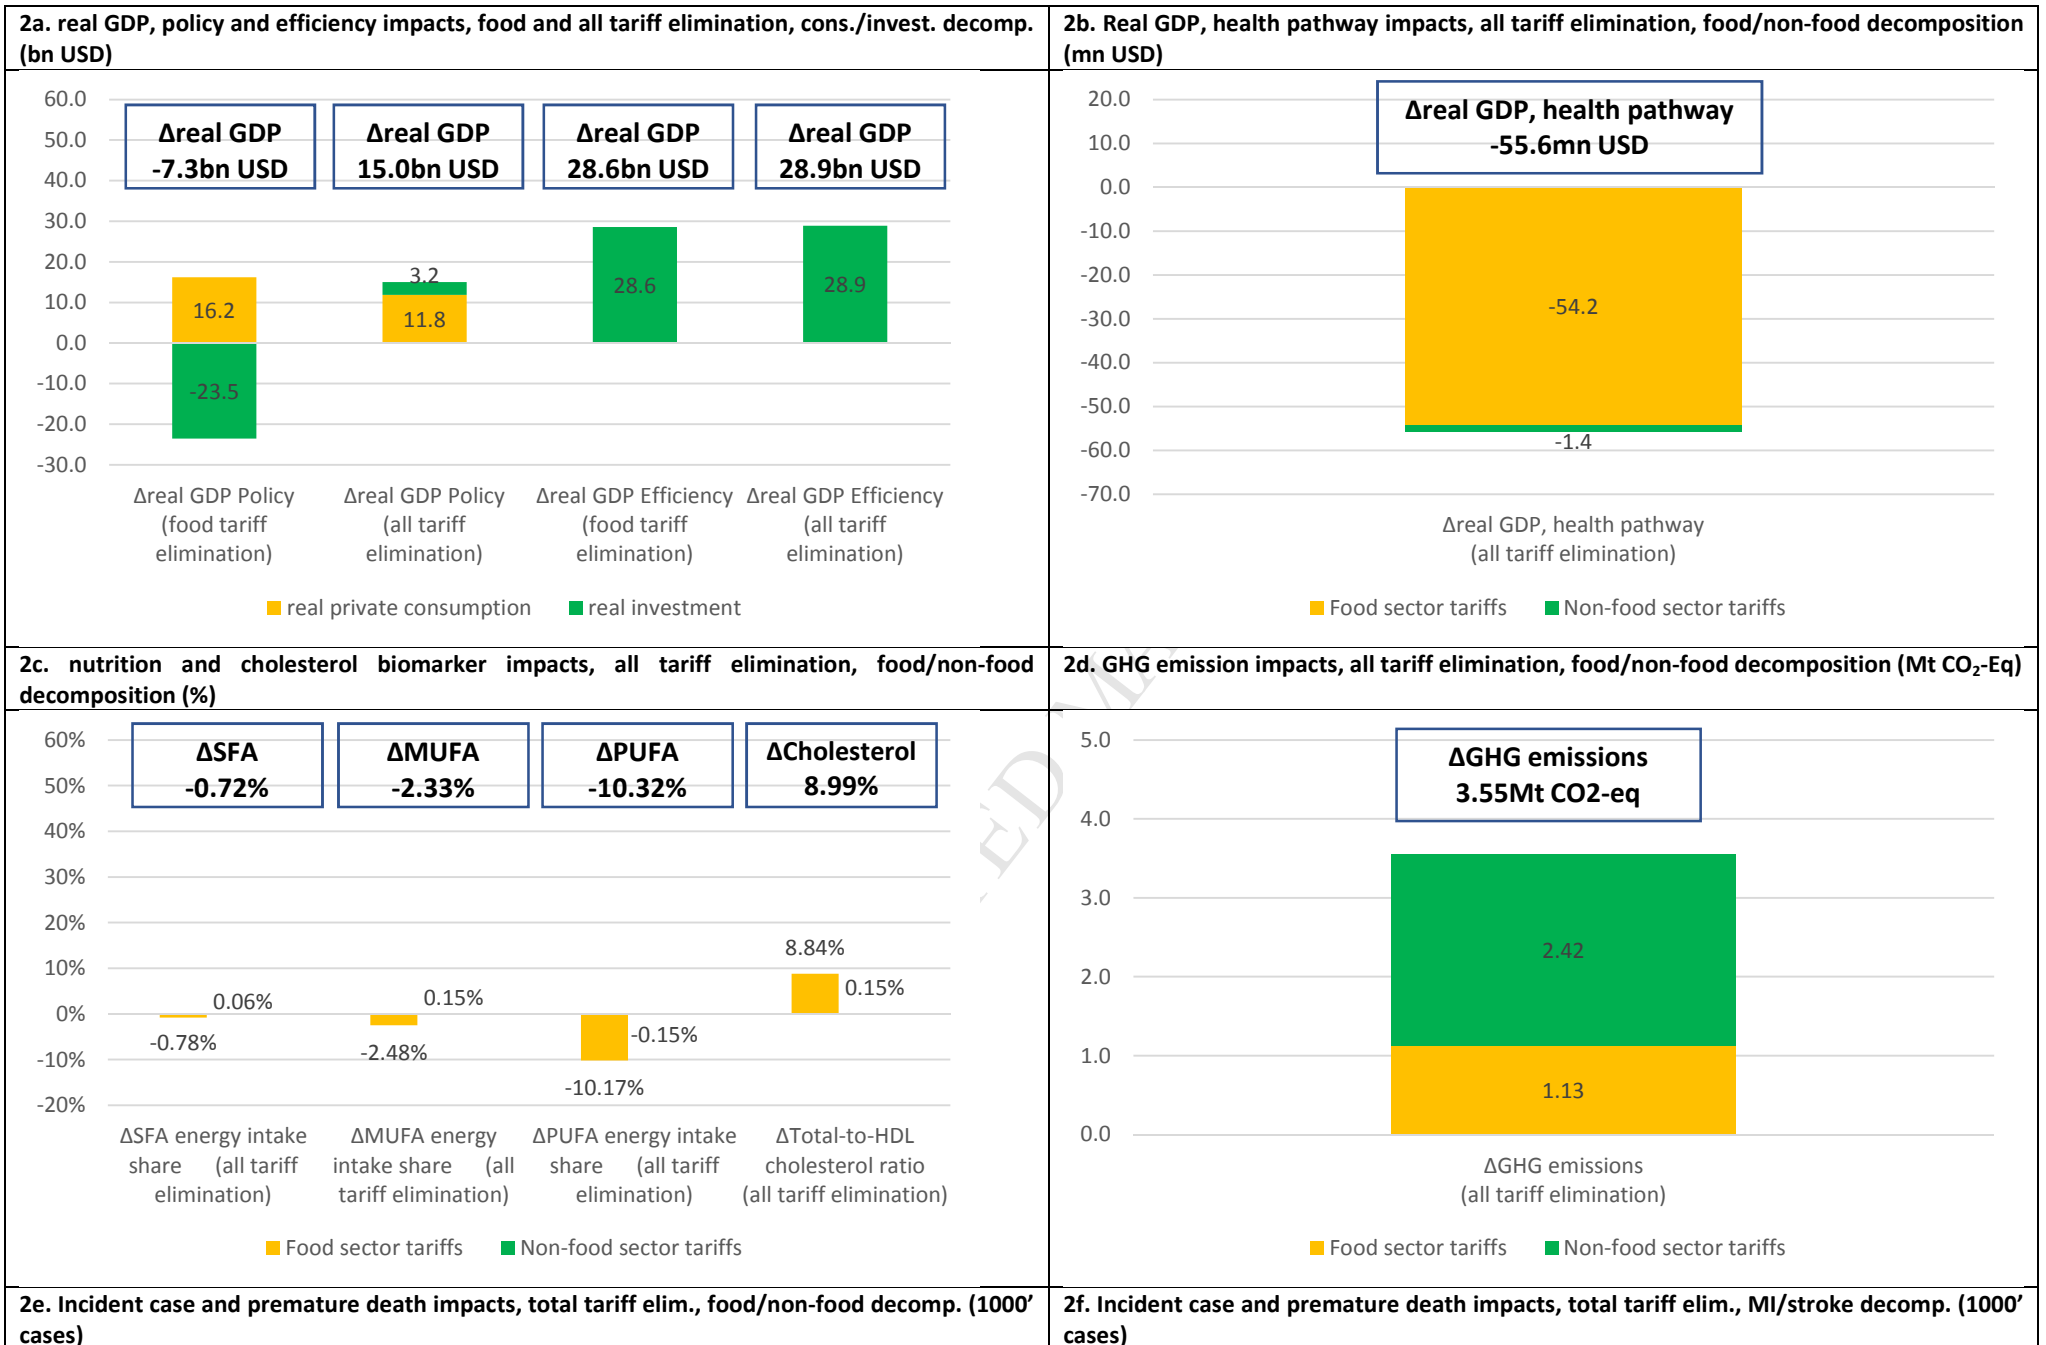 2a. real GDP, policy and efficiency impacts, food and all tariff elimination, cons./invest. decomp.
(bn USD)
60.0
50.0
40.0
30.0
20.0
10.0
0.0
-10.0
-20.0
-30.0
Δreal GDP
-7.3bn USD
Δreal GDP
15.0bn USD
Δreal GDP
28.6bn USD
Δreal GDP
28.9bn USD
16.2
-23.5
3.2
11.8
28.6
28.9
Δreal GDP Policy
(food tariff
elimination)
Δreal GDP Policy
(all tariff
elimination)
Δreal GDP Efficiency
(food tariff
elimination)
Δreal GDP Efficiency
(all tariff
elimination)
real private consumption
real investment
2b. Real GDP, health pathway impacts, all tariff elimination, food/non-food decomposition
(mn USD)
20.0
10.0
0.0
-10.0
-20.0
-30.0
-40.0
-50.0
-60.0
-70.0
Δreal GDP, health pathway
-55.6mn USD
-54.2
-1.4
Δreal GDP, health pathway
(all tariff elimination)
Food sector tariffs
Non-food sector tariffs
2c. nutrition and cholesterol biomarker impacts, all tariff elimination, food/non-food
decomposition (%)
60%
50%
40%
30%
20%
10%
0%
-10%
-20%
ΔSFA
-0.72%
ΔMUFA
-2.33%
ΔPUFA
-10.32%
ΔCholesterol
8.99%
0.06%
-0.78%
0.15%
-2.48%
-0.15%
-10.17%
8.84%
0.15%
ΔSFA energy intake
share (all tariff
elimination)
ΔMUFA energy
intake share (all
tariff elimination)
ΔPUFA energy intake
share (all tariff
elimination)
ΔTotal-to-HDL
cholesterol ratio
(all tariff elimination)
Food sector tariffs
Non-food sector tariffs
2d. GHG emission impacts, all tariff elimination, food/non-food decomposition (Mt CO₂-Eq)
5.0
4.0
3.0
2.0
1.0
0.0
ΔGHG emissions
3.55Mt CO2-eq
2.42
1.13
ΔGHG emissions
(all tariff elimination)
Food sector tariffs
Non-food sector tariffs
2e. Incident case and premature death impacts, total tariff elim., food/non-food decomp. (1000’
cases)
2f. Incident case and premature death impacts, total tariff elim., MI/stroke decomp. (1000’
cases)